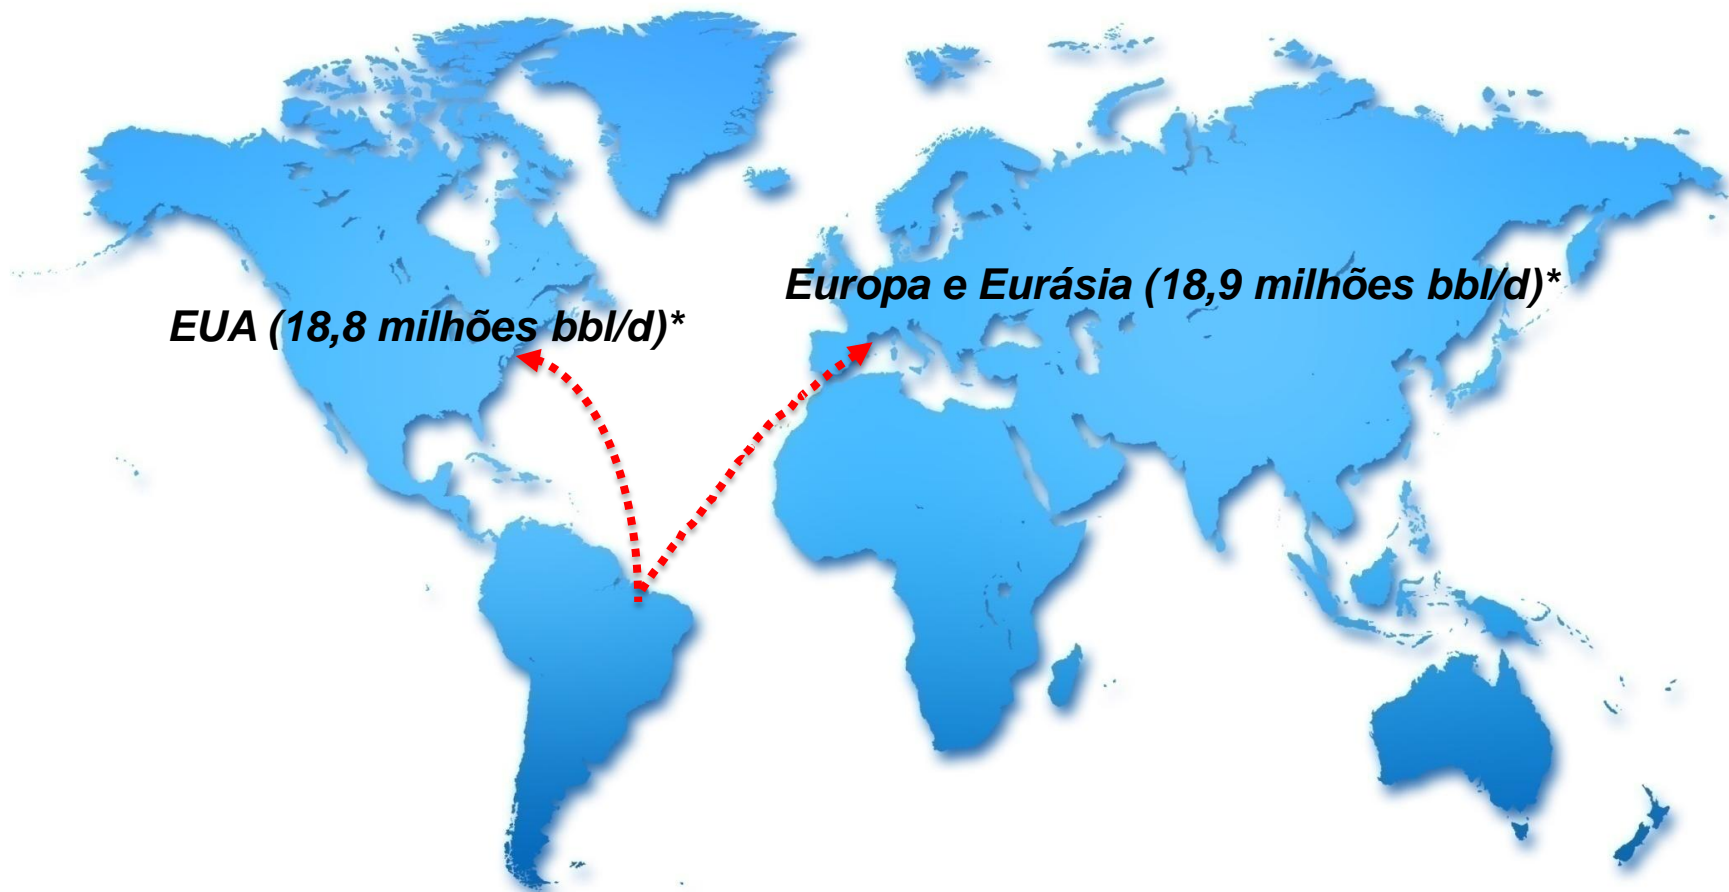 Europa e Eurásia (18,9 milhões bbl/d)*
EUA (18,8 milhões bbl/d)*